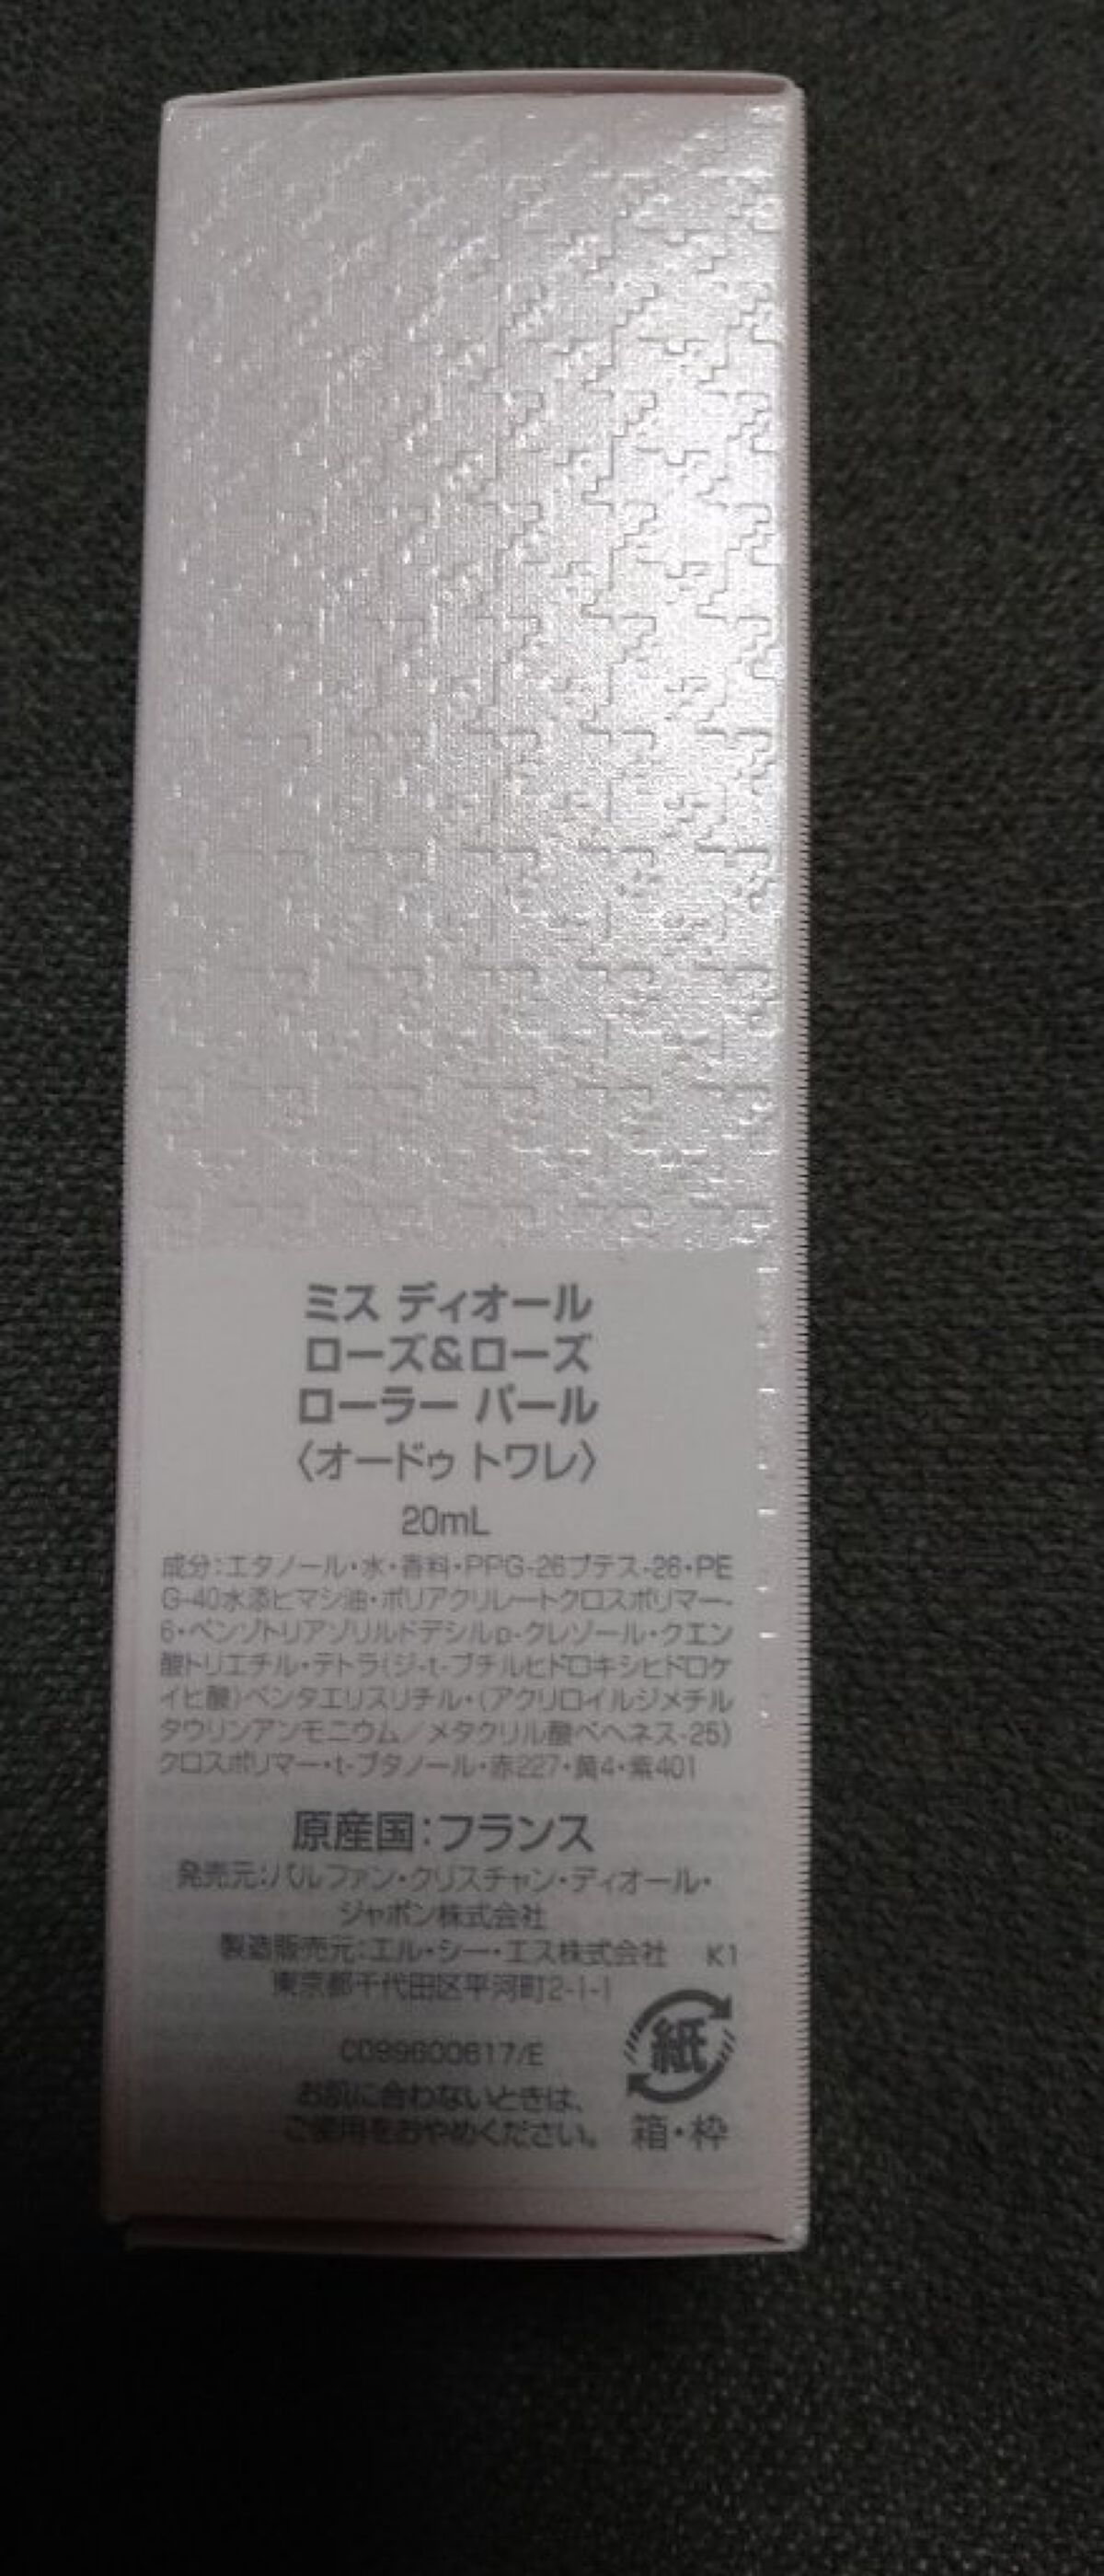 ミス ディオール
ローズ&ローズ
ローラー パール
〈オードゥ トワレ〉
20mL
成分：エタノール・水・香料・PPG-26ブテス-26・PE
G-40水添ヒマシ油・ポリアクリレートクロスポリマー-
6・ベンゾトリアゾリルドデシルp-クレゾール・クエン
酸トリエチル・テトラ(ジ-t-ブチルヒドロキシヒドロケ
イヒ酸)ペンタエリスリチル・(アクリロイルジメチル
タウリンアンモニウム／メタクリル酸ベヘネス-25)
クロスポリマー・t-ブタノール・赤227・黄4・紫401
原産国：フランス
発売元：パルファン・クリスチャン・ディオール・
ジャポン株式会社
製造販売元：エル・シー・エス株式会社 K1
東京都千代田区平河町2-1-1
CD99600617/E
お肌に合わないときは、
ご使用をおやめください。
紙
箱・枠